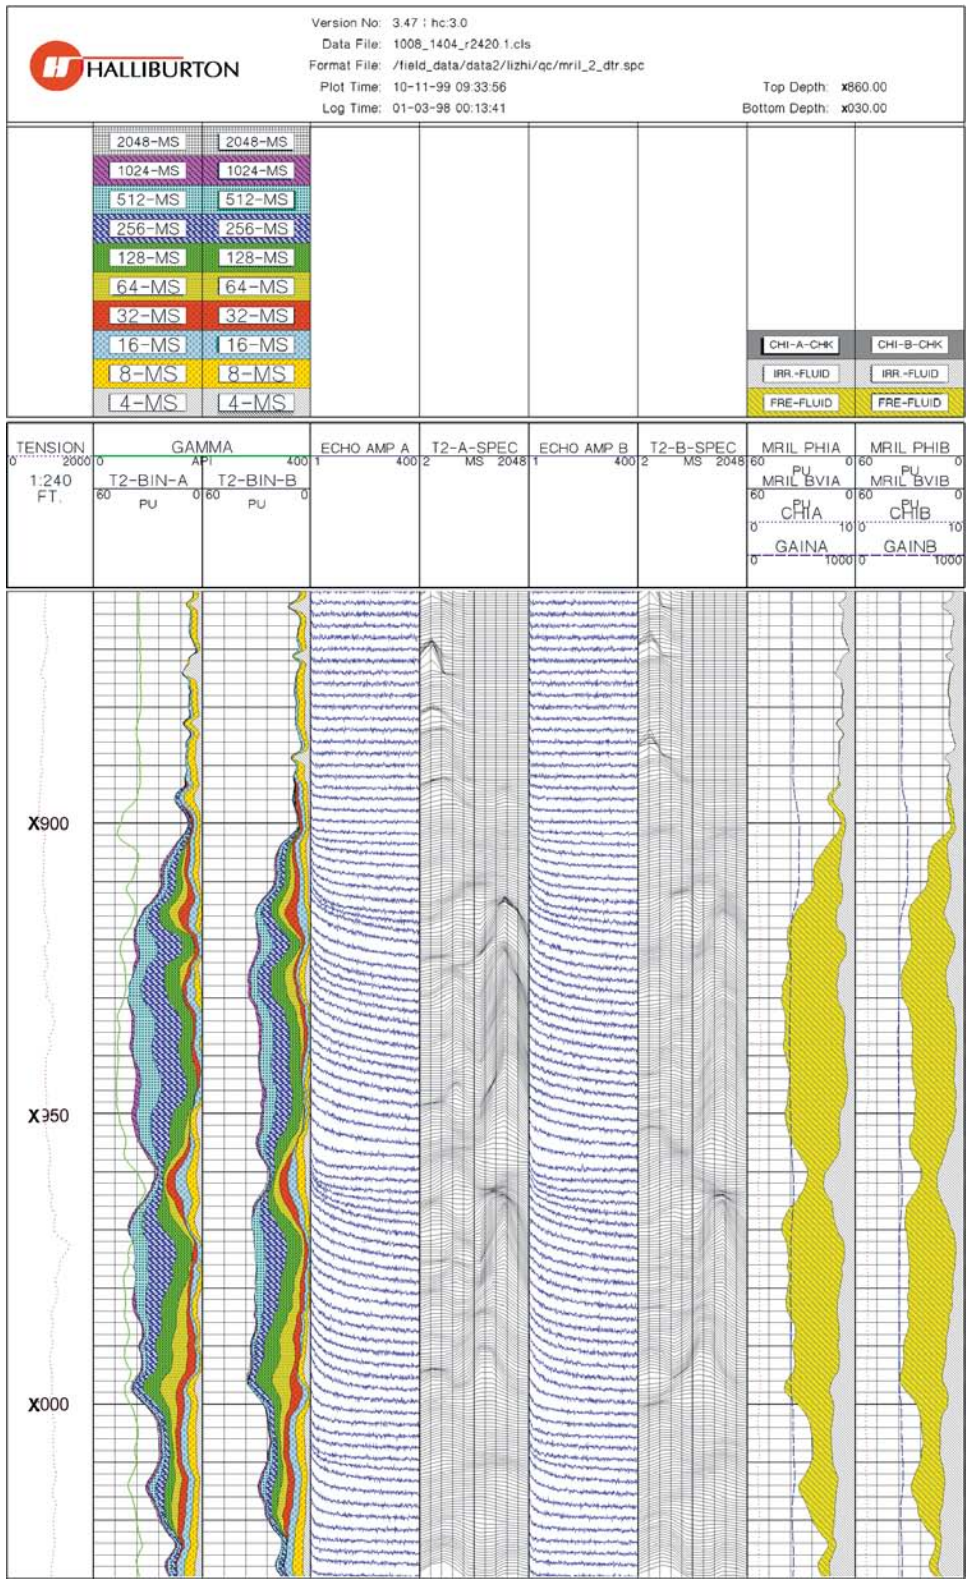 HALLIBURTON
Version No: 3.47 : hc:3.0
Data File: 1008_1404_r2420.1.cls
Format File: /field_data/data2/lizhi/qc/mril_2_dtr.spc
Plot Time: 10-11-99 09:33:56
Log Time: 01-03-98 00:13:41
Top Depth: x860.00
Bottom Depth: x030.00
2048-MS 2048-MS
1024-MS 1024-MS
512-MS 512-MS
256-MS 256-MS
128-MS 128-MS
64-MS 64-MS
32-MS 32-MS
16-MS 16-MS CHI-A-CHK CHI-B-CHK
8-MS 8-MS IRR.-FLUID IRR.-FLUID
4-MS 4-MS FRE-FLUID FRE-FLUID
TENSION GAMMA ECHO AMP A T2-A-SPEC ECHO AMP B T2-B-SPEC MRIL PHIA MRIL PHIB
0 2000 0 API 400 1 400 2 MS 2048 1 400 2 MS 2048 60 PU 0 60 PU 0
1:240 T2-BIN-A T2-BIN-B MRIL BVIA MRIL BVIB
FT. 60 PU 0 60 PU 0 60 PU 0 60 PU 0
CHIA CHIB
0 10 0 10
GAINA GAINB
0 1000 0 1000
X900
X950
X000